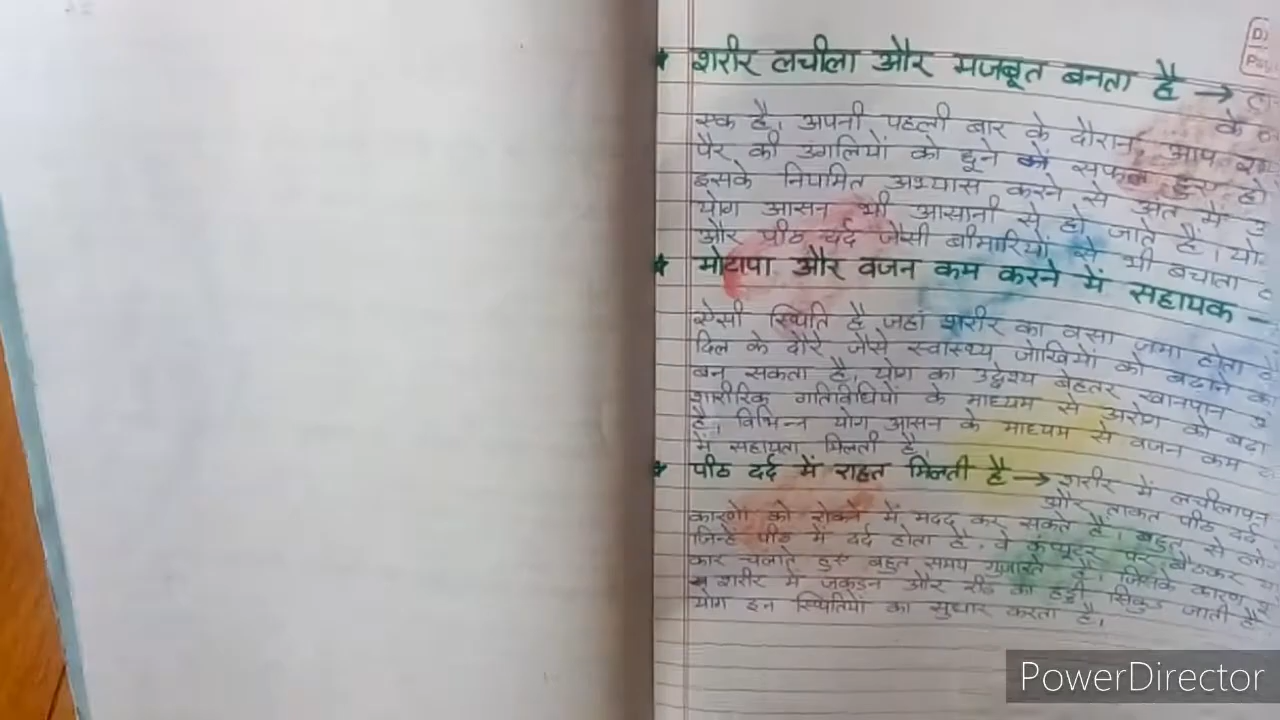 शरीर लचीला और मजबूत बनता है →
के
स्क है। अपनी पहली बार के दौरान, आप
पैर की उंगलियों को छूने में सफल हुए हो
इसके नियमित अभ्यास करने से अंत में
योग आसन भी आसानी से हो जाते हैं। यो
और पीठ दर्द जैसी बीमारियों से भी बचाता
मोटापा और वजन कम करने में सहायक -
ऐसी स्थिति है जहां शरीर का वसा जमा होता
दिल के दौरे जैसे स्वास्थ्य जोखिमों को बढाने का
बन सकता है। योग का उद्देश्य बेहतर खानपान
शारीरिक गतिविधियों के माध्यम से अरोग को बढा
है। विभिन्न योग आसन के माध्यम से वजन कम
में सहायता मिलती है
पीठ दर्द में राहत मिलती है → शरीर में लचीलापन
और ताकत पीठ दर्द
कारणों को रोकने में मदद कर सकते हैं। बहुत से लो
जिन्हे पीठ में दर्द होता है, वे कंप्यूटर पर बैठकर
कार चलाते हुए बहुत समय गुजारते है। जिसके कारण
शरीर में जकड़न और रीढ की हड्डी सिकुड जाती है
योग इन स्थितियों का सुधार करता है।
PowerDirector